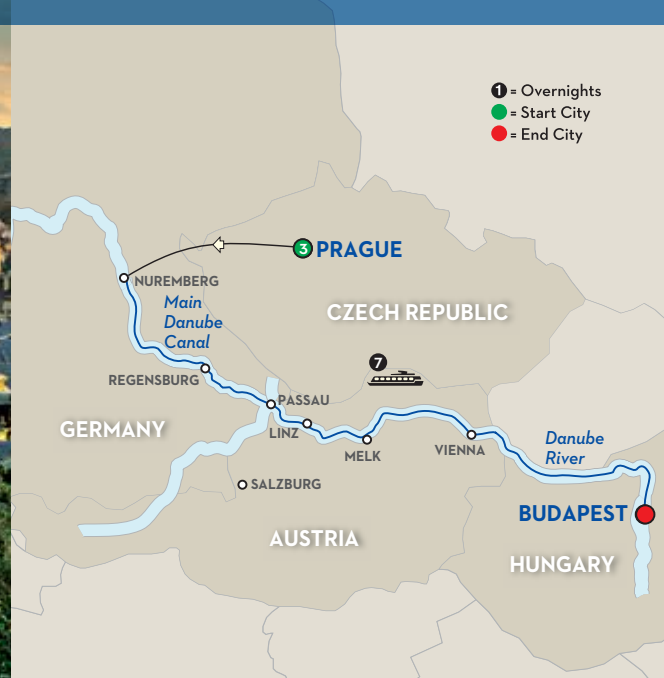 1 = Overnights
= Start City
= End City
3 PRAGUE
NUREMBERG
Main
Danube
Canal
CZECH REPUBLIC
7
REGENSBURG
PASSAU
GERMANY
LINZ
MELK
VIENNA
Danube
River
SALZBURG
BUDAPEST
AUSTRIA
HUNGARY